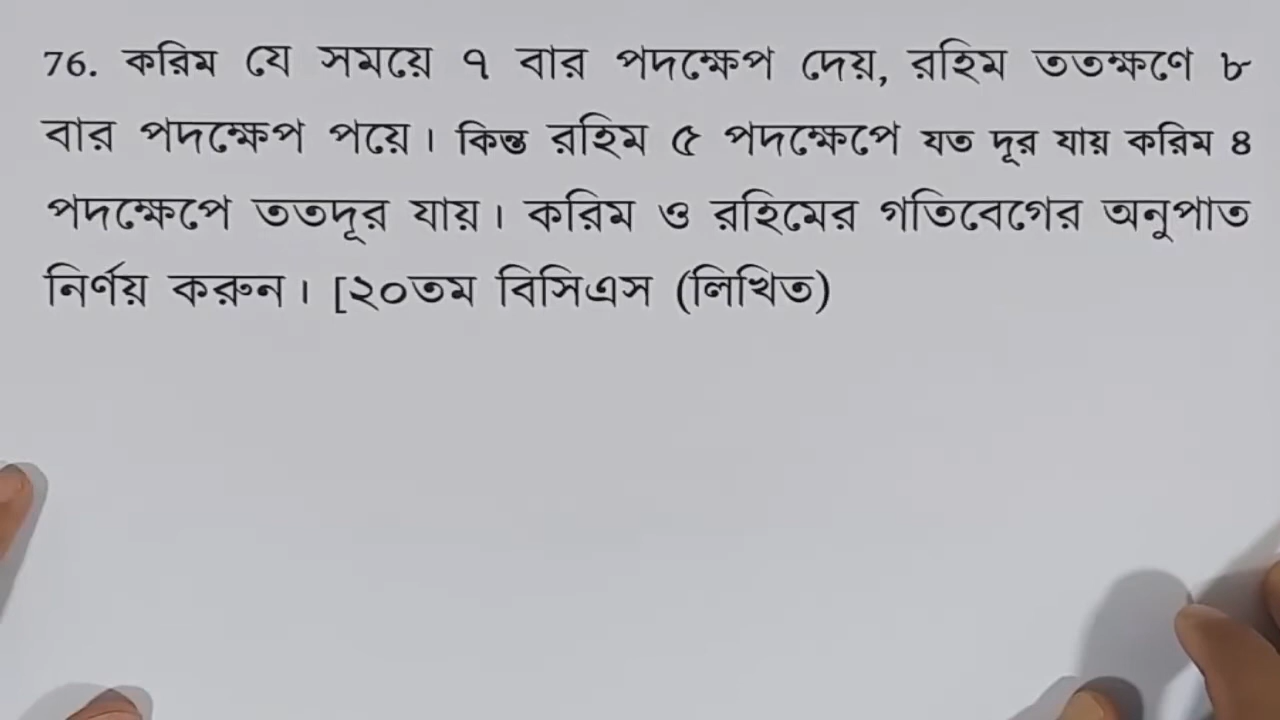 76. করিম যে সময়ে ৭ বার পদক্ষেপ দেয়, রহিম ততক্ষণে ৮
বার পদক্ষেপ পয়ে। কিন্ত রহিম ৫ পদক্ষেপে যত দূর যায় করিম ৪
পদক্ষেপে ততদূর যায়। করিম ও রহিমের গতিবেগের অনুপাত
নির্ণয় করুন। [২০তম বিসিএস (লিখিত)